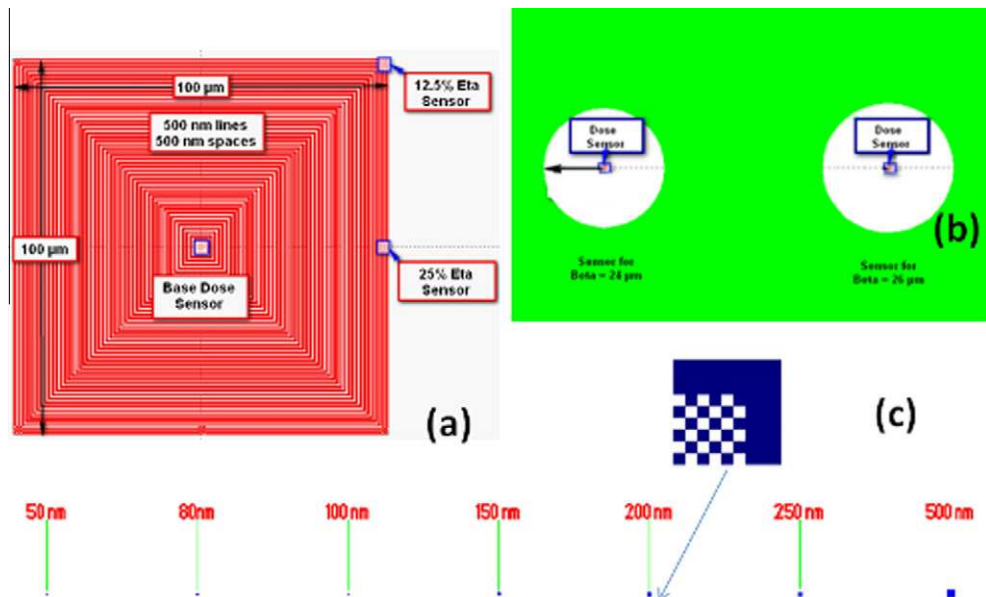 100 µm
12.5% Eta
Sensor
500 nm lines
500 nm spaces
100 µm
25% Eta
Sensor
Base Dose
Sensor
(a)
Dose
Sensor
Dose
Sensor
(b)
Sensor for
Beta = 24 µm
Sensor for
Beta = 26 µm
(c)
50 nm
80nm
100 nm
150 nm
200 nm
250 nm
500 nm